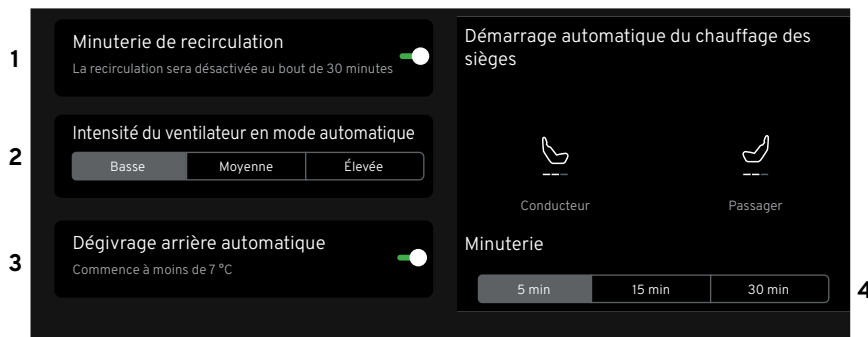 1
Minuterie de recirculation
La recirculation sera désactivée au bout de 30 minutes
2
Intensité du ventilateur en mode automatique
Basse Moyenne Élevée
3
Dégivrage arrière automatique
Commence à moins de 7 °C
Démarrage automatique du chauffage des
sièges
Conducteur Passager
Minuterie
5 min 15 min 30 min
4